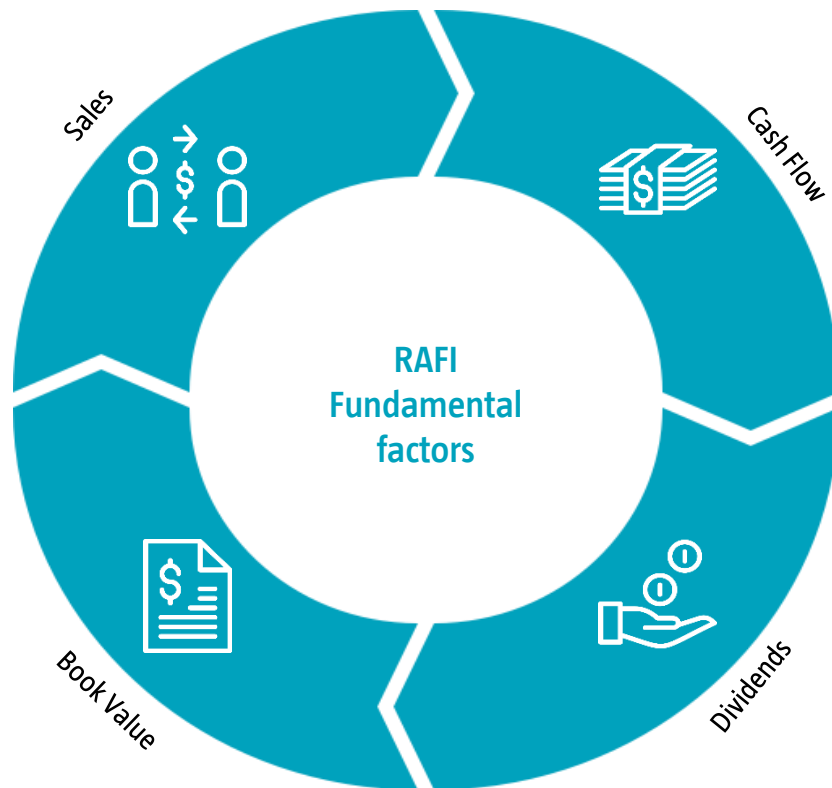 Sales
Cash Flow
$
$
RAFI
Fundamental
factors
$
Book Value
Dividends